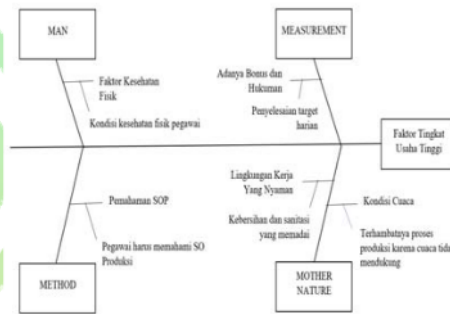 MAN
MEASUREMENT
Faktor Kesehatan
Fisik
Kondisi kesehatan fisik pegawai
Adanya Bonus dan
Hukuman
Penyelesaian target
harian
Faktor Tingkat
Usaha Tinggi
Pemahaman SOP
Pegawai harus memahami SO
Produksi
Lingkungan Kerja
Yang Nyaman
Kebersihan dan sanitasi
yang memadai
Kondisi Cuaca
Terhambatnya proses
produksi karena cuaca tida
mendukung
METHOD
MOTHER
NATURE